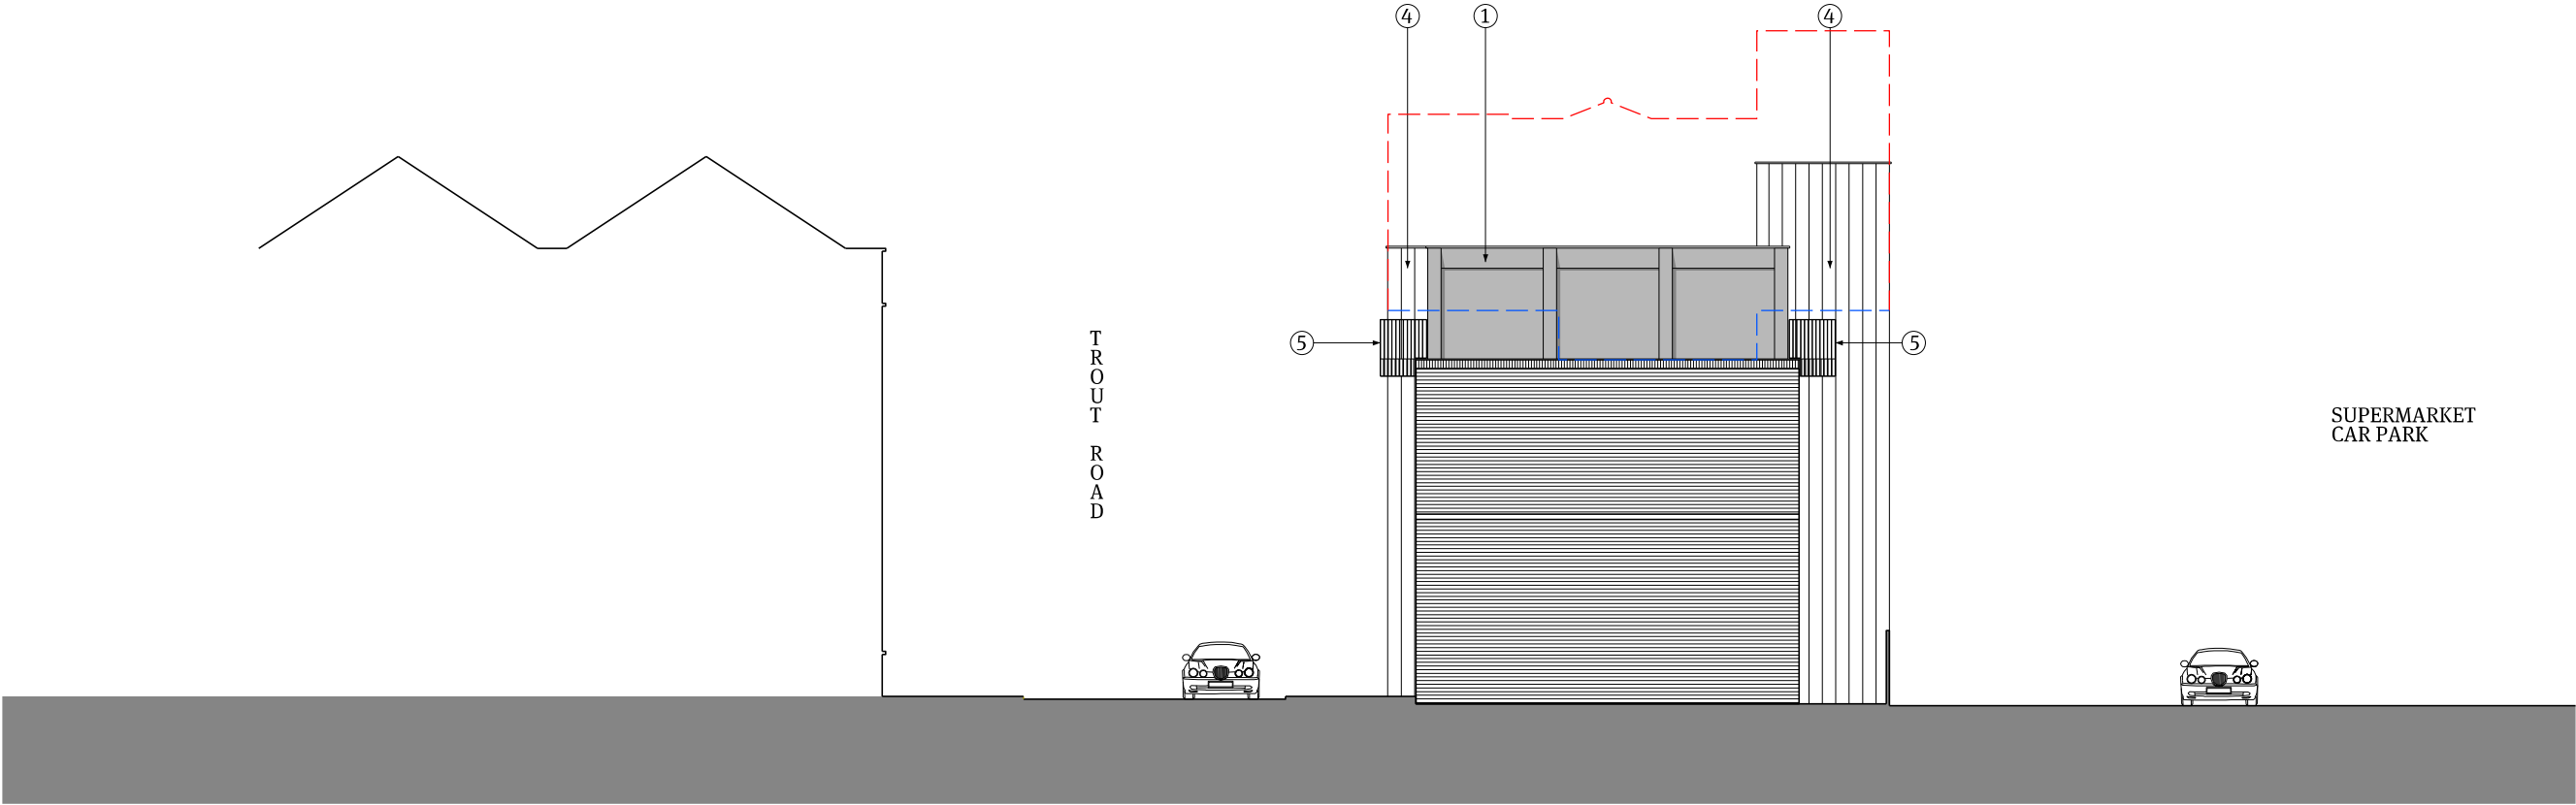 ④ ① ④
⑤ ⑤
TROUT ROAD
SUPERMARKET
CAR PARK